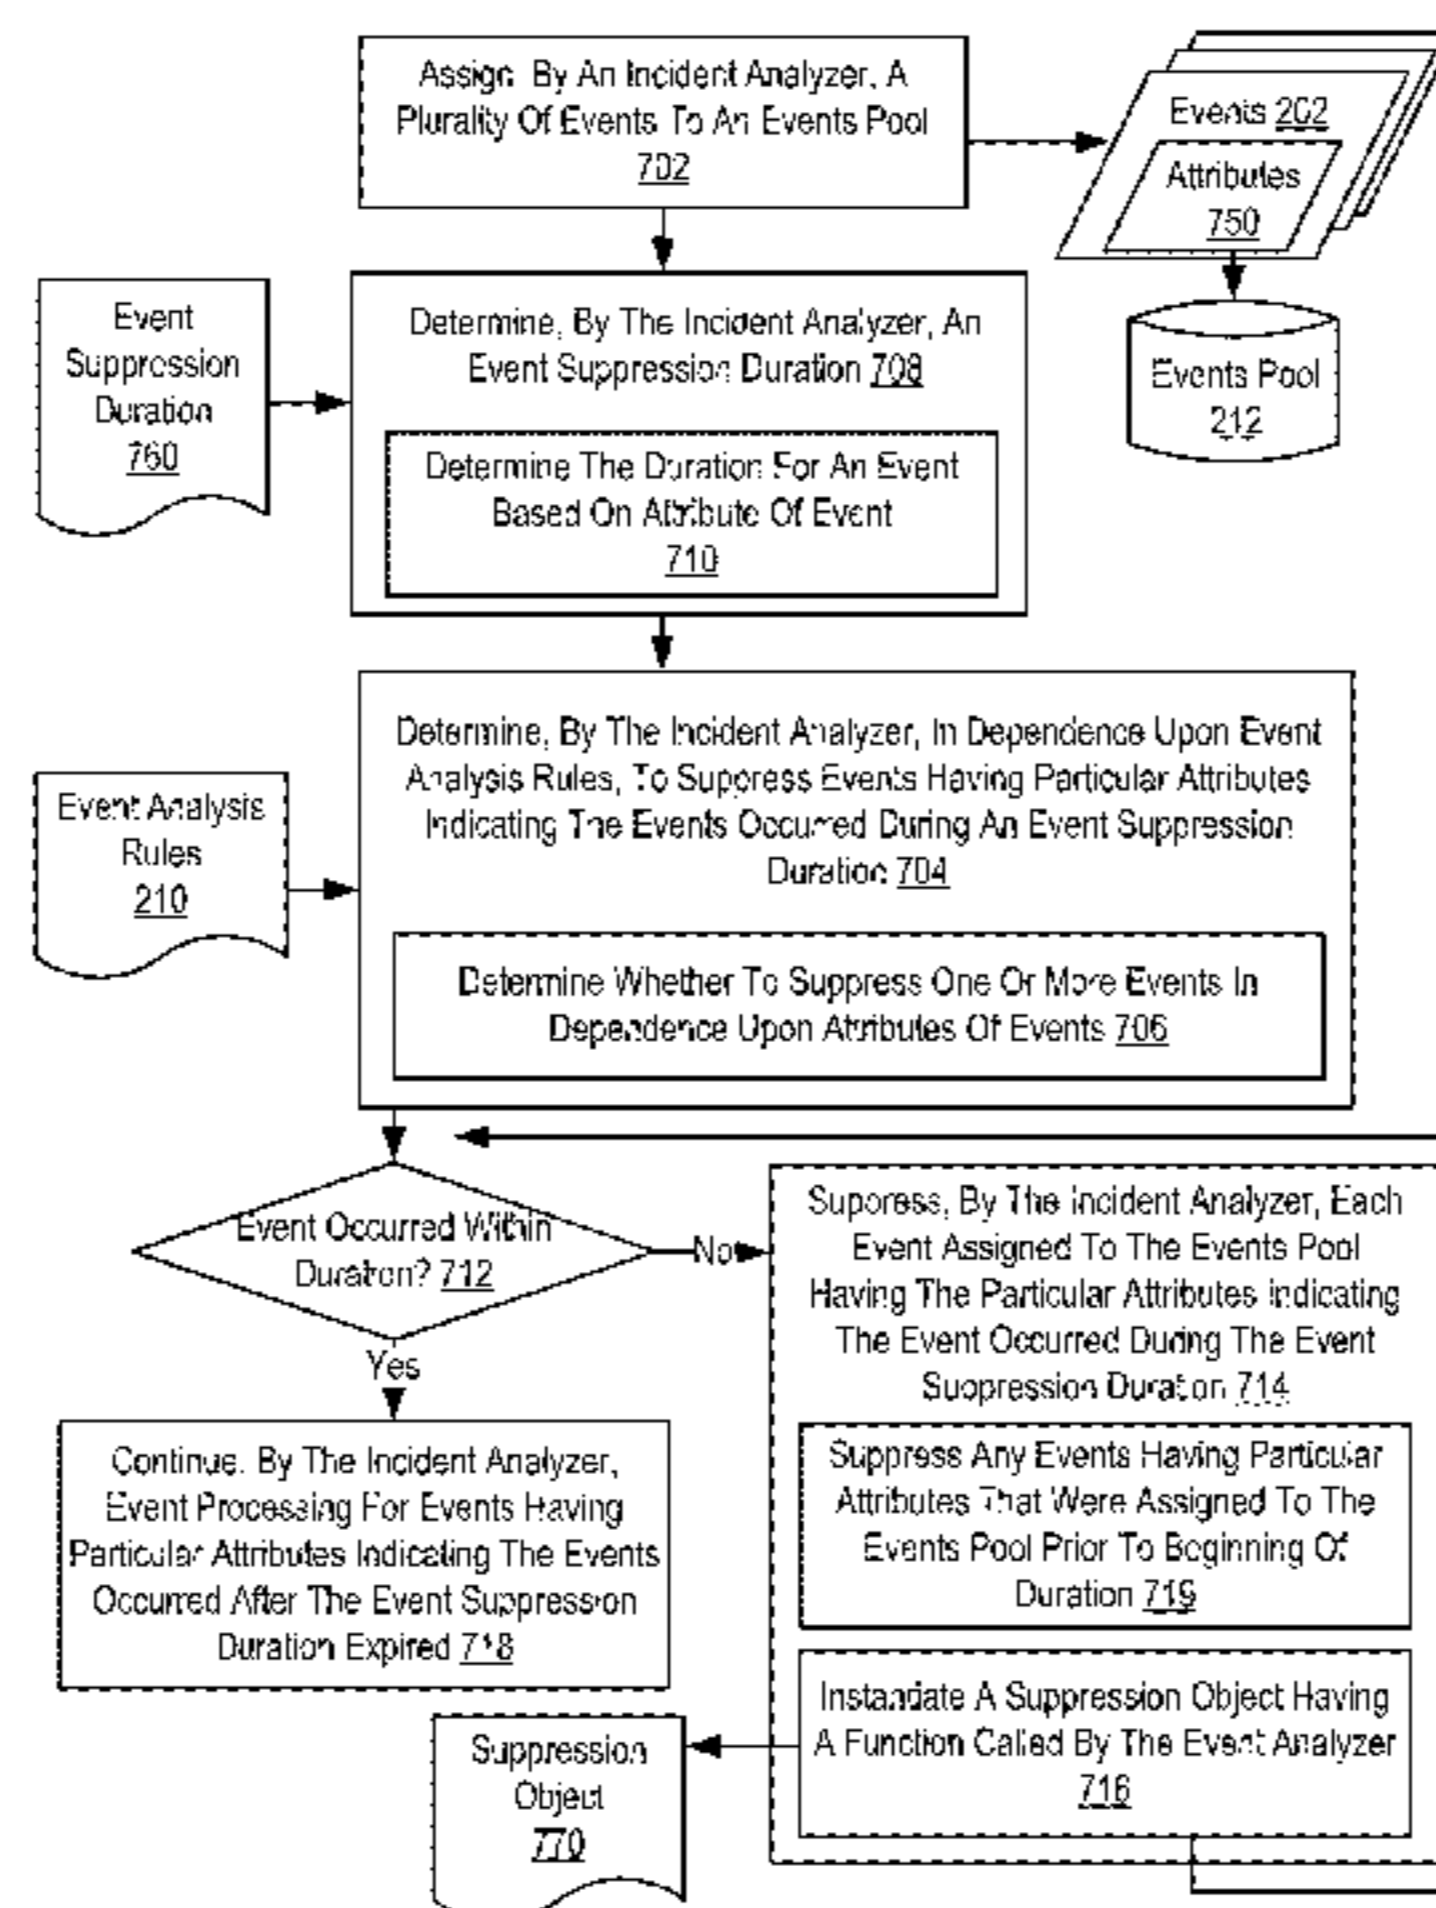 Assign, By An Incident Analyzer, A
Plurality Of Events To An Events Pool
702
Events 202
Attributes
750
Events Pool
212
Event
Suppression
Duration
760
Determine, By The Incident Analyzer, An
Event Suppression Duration 708
Determine The Duration For An Event
Based On Attribute Of Event
710
Event Analysis
Rules
210
Determine, By The Incident Analyzer, In Dependence Upon Event
Analysis Rules, To Suppress Events Having Particular Attributes
Indicating The Events Occurred During An Event Suppression
Duration 704
Determine Whether To Suppress One Or More Events In
Dependence Upon Attributes Of Events 706
Event Occurred Within
Duration? 712
No
Yes
Suppress, By The Incident Analyzer, Each
Event Assigned To The Events Pool
Having The Particular Attributes Indicating
The Event Occurred During The Event
Suppression Duration 714
Suppress Any Events Having Particular
Attributes That Were Assigned To The
Events Pool Prior To Beginning Of
Duration 719
Instantiate A Suppression Object Having
A Function Called By The Event Analyzer
716
Continue, By The Incident Analyzer,
Event Processing For Events Having
Particular Attributes Indicating The Events
Occurred After The Event Suppression
Duration Expired 718
Suppression
Object
770